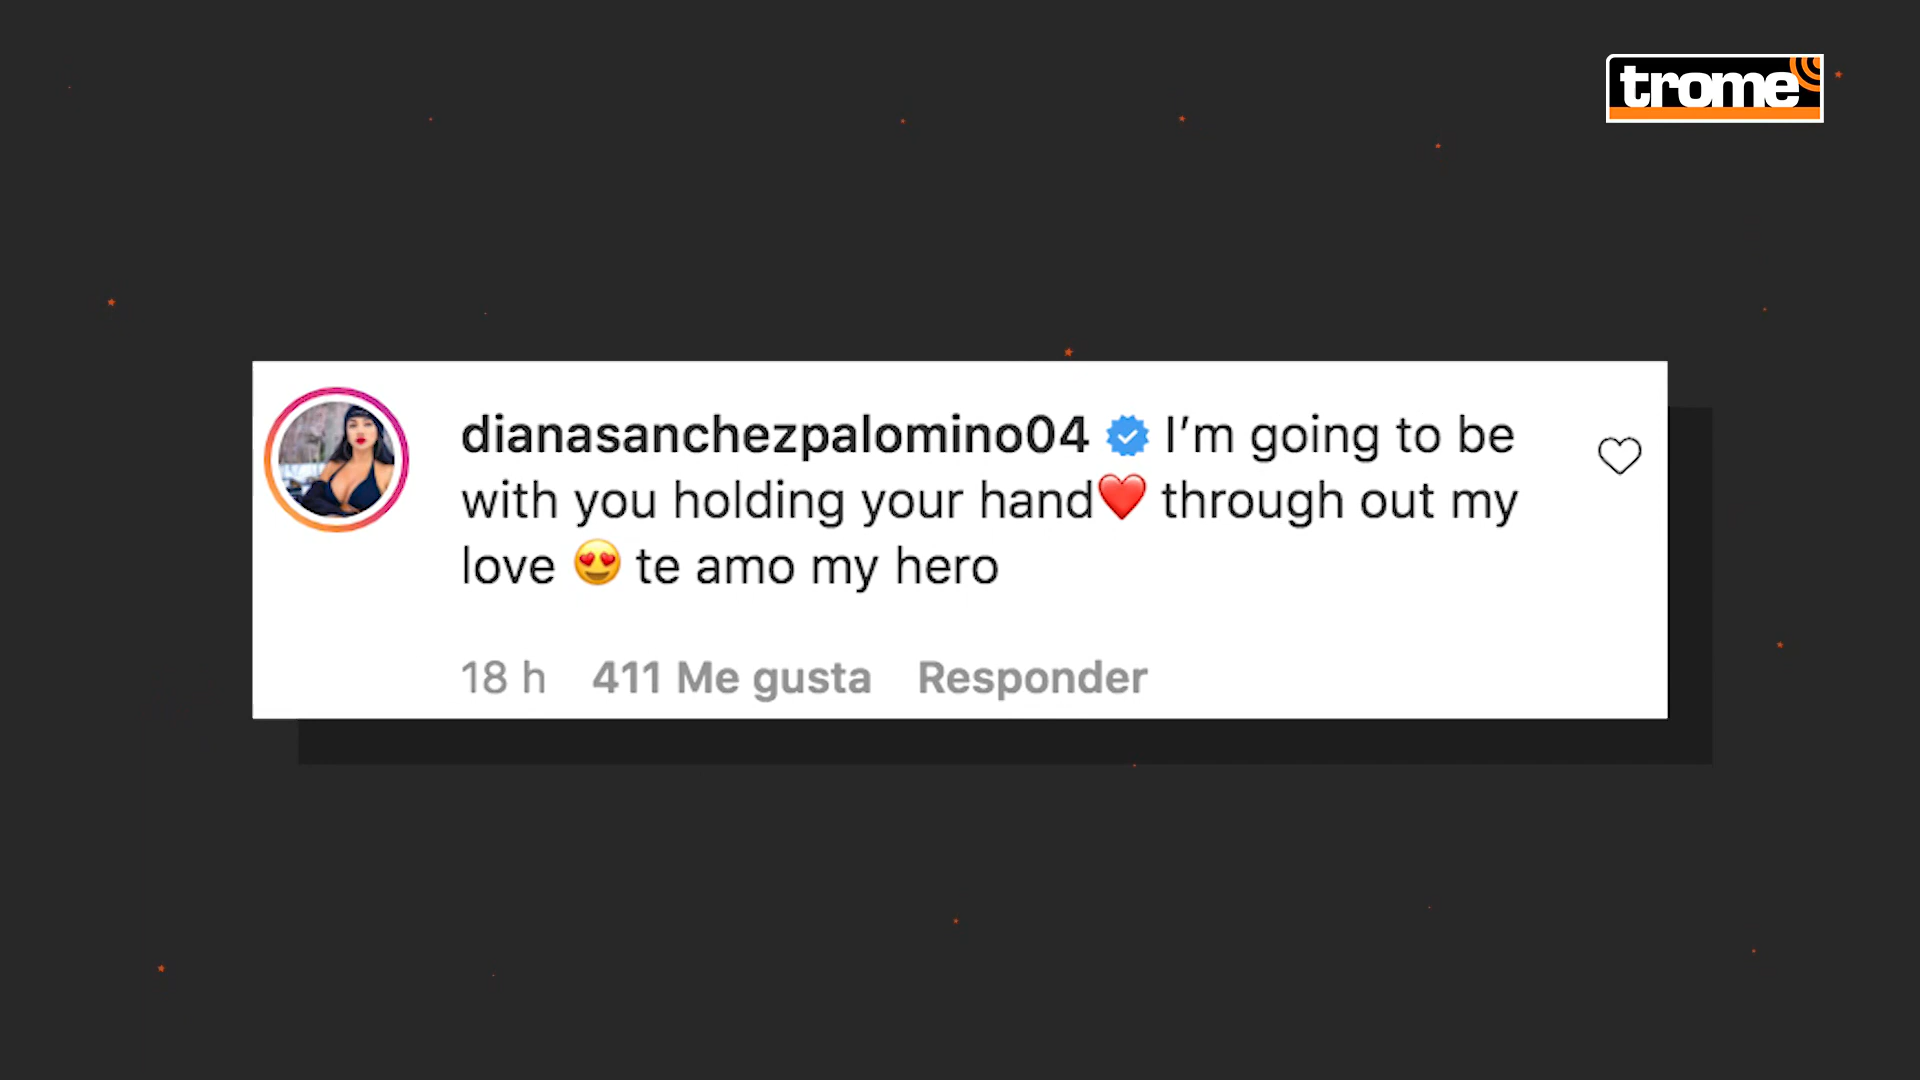 trome
dianasanchezpalomino04 I’m going to be
with you holding your hand❤️ through out my
love 😍 te amo my hero
18 h 411 Me gusta Responder